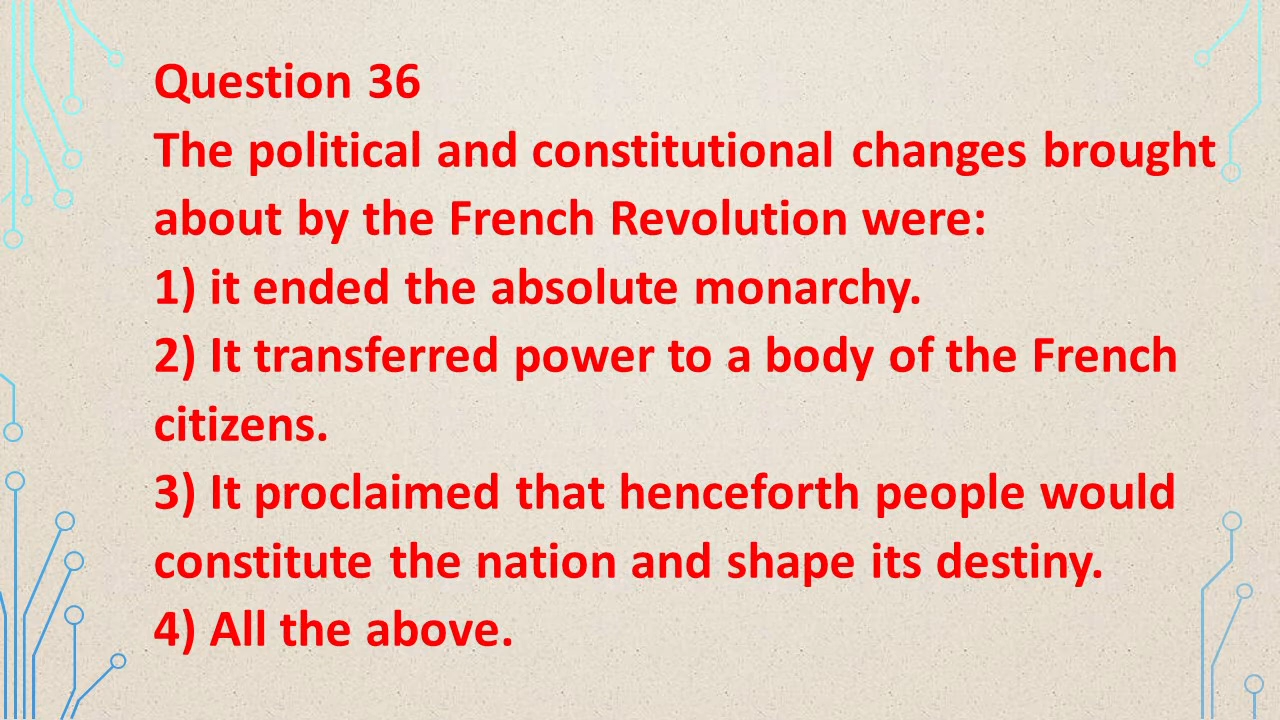 Question 36
The political and constitutional changes brought
about by the French Revolution were:
1) it ended the absolute monarchy.
2) It transferred power to a body of the French
citizens.
3) It proclaimed that henceforth people would
constitute the nation and shape its destiny.
4) All the above.